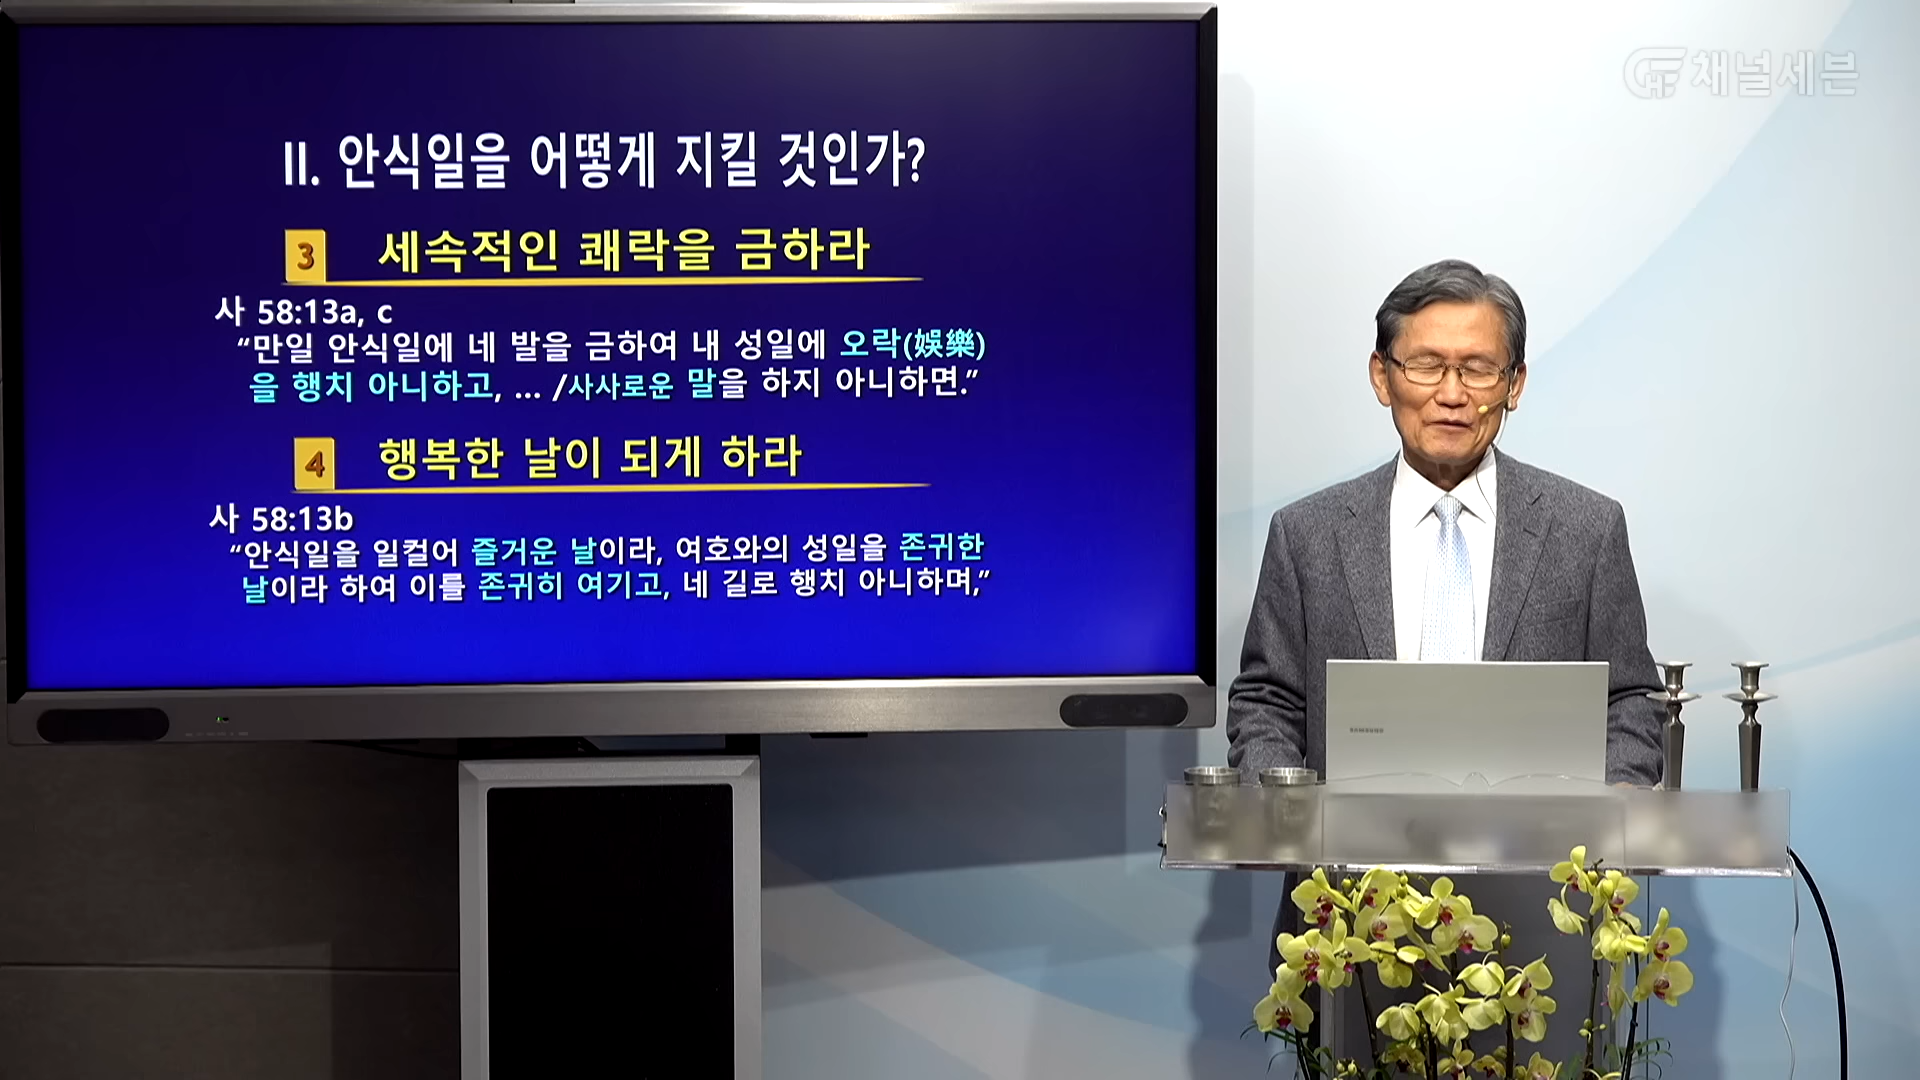 채널세븐
II. 안식일을 어떻게 지킬 것인가?
3 세속적인 쾌락을 금하라
사 58:13a, c
“만일 안식일에 네 발을 금하여 내 성일에 오락(娛樂)
을 행치 아니하고, ... /사사로운 말을 하지 아니하면.”
4 행복한 날이 되게 하라
사 58:13b
“안식일을 일컬어 즐거운 날이라, 여호와의 성일을 존귀한
날이라 하여 이를 존귀히 여기고, 네 길로 행치 아니하며,”
SAMSUNG